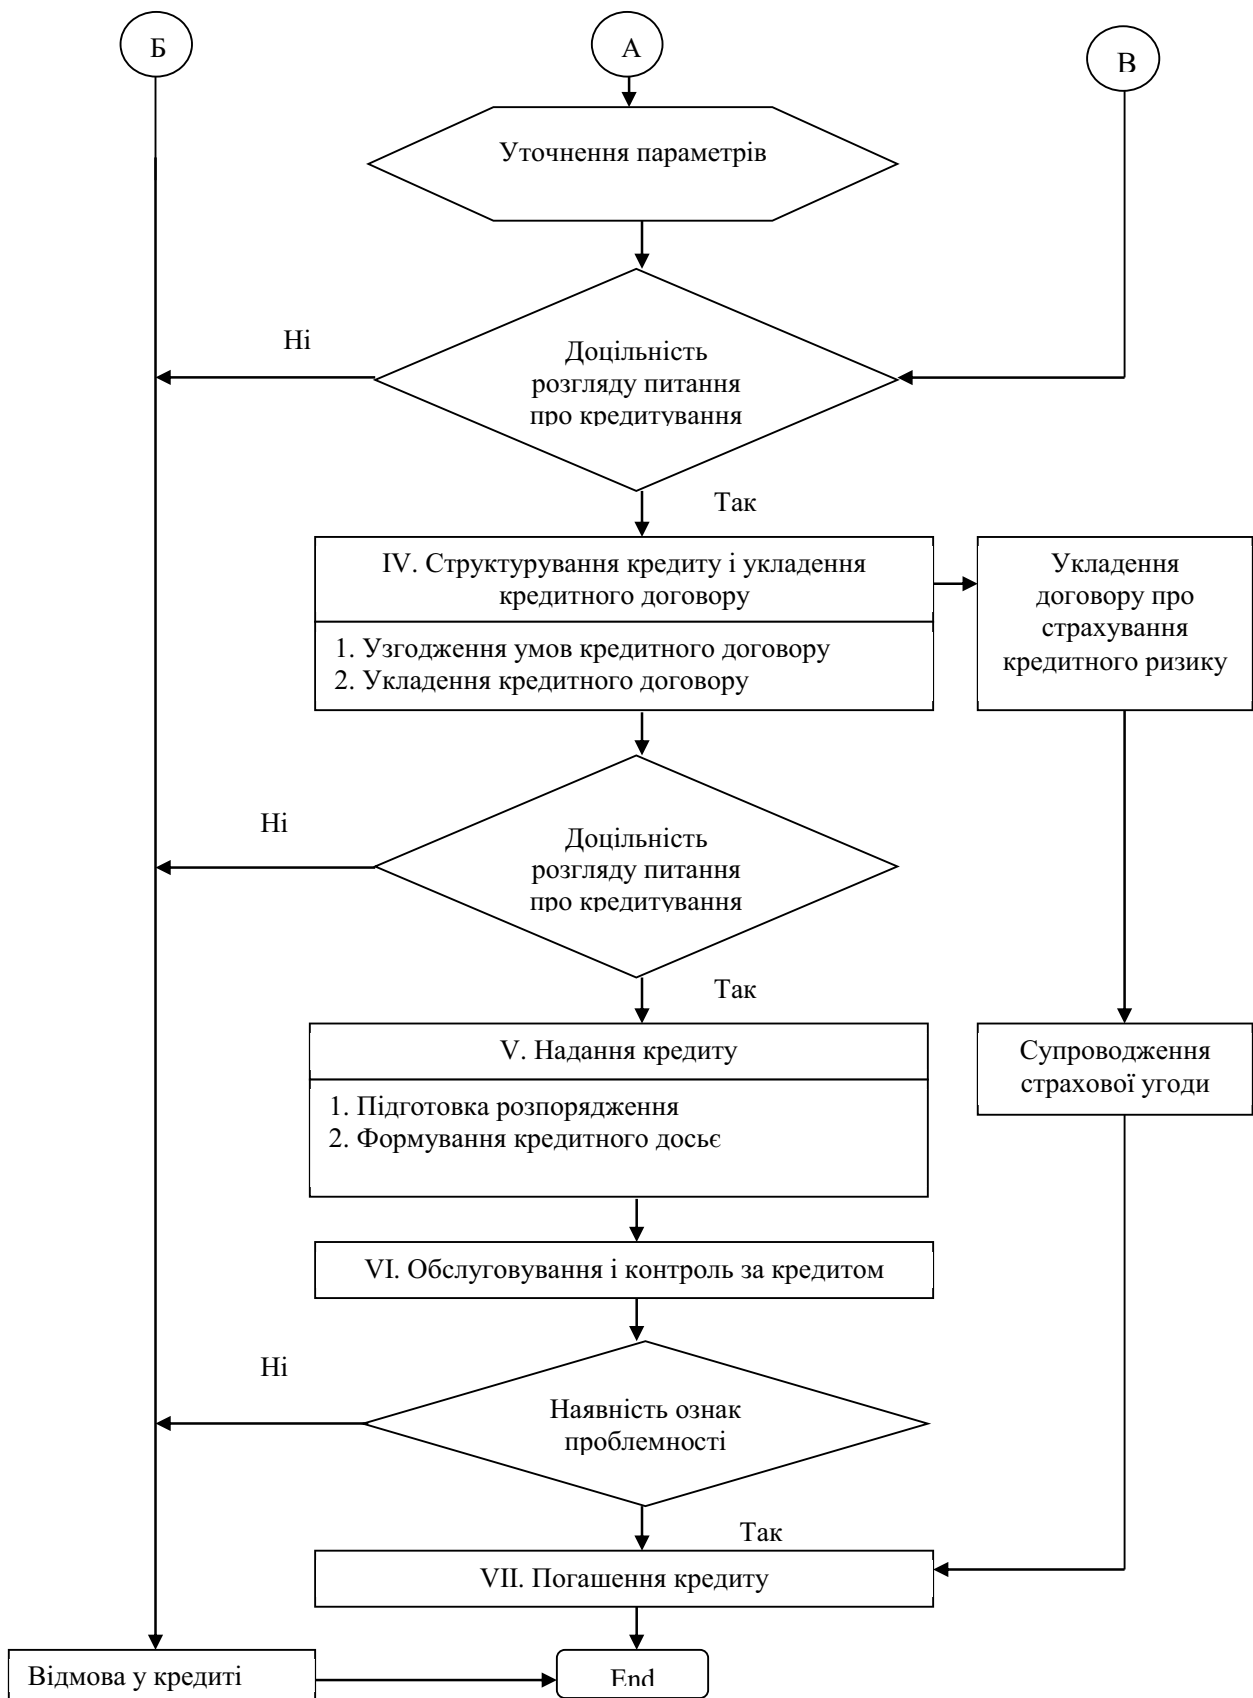 Б
А
В
Уточнення параметрів
Ні
Доцільність
розгляду питання
про кредитування
Так
IV. Структурування кредиту і укладення
кредитного договору
1. Узгодження умов кредитного договору
2. Укладення кредитного договору
Укладення
договору про
страхування
кредитного ризику
Ні
Доцільність
розгляду питання
про кредитування
Так
V. Надання кредиту
1. Підготовка розпорядження
2. Формування кредитного досьє
Супроводження
страхової угоди
VI. Обслуговування і контроль за кредитом
Ні
Наявність ознак
проблемності
Так
VII. Погашення кредиту
Відмова у кредиті
End